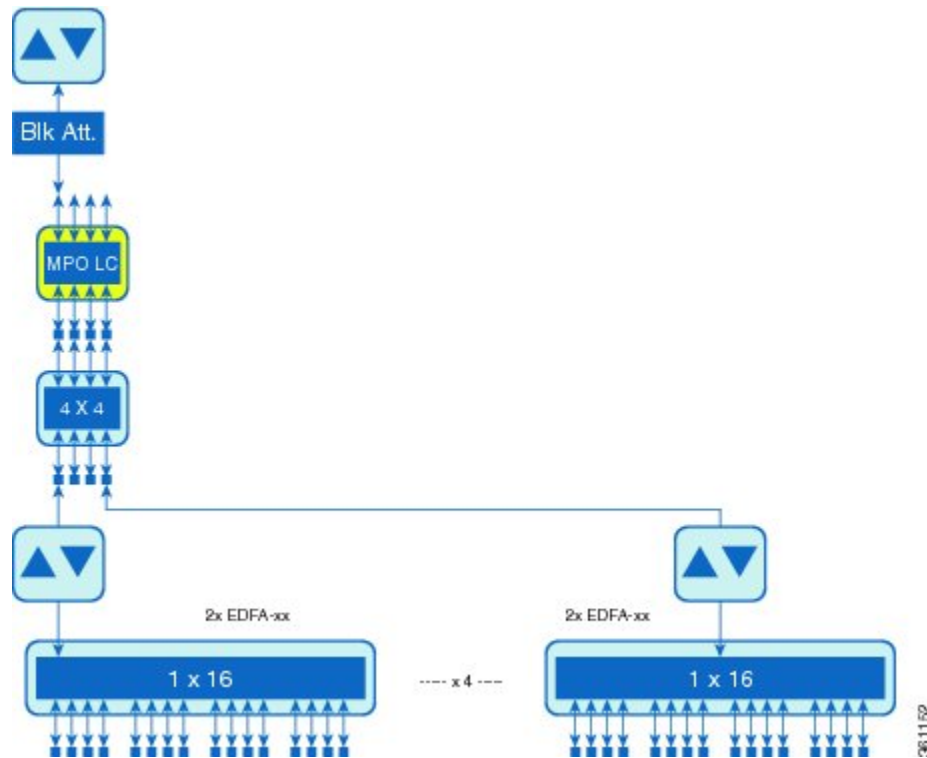 Blk Att.
MPO LC
4 X 4
2x EDFA-xx
2x EDFA-xx
1 x 16
----- x 4 -----
1 x 16
361152